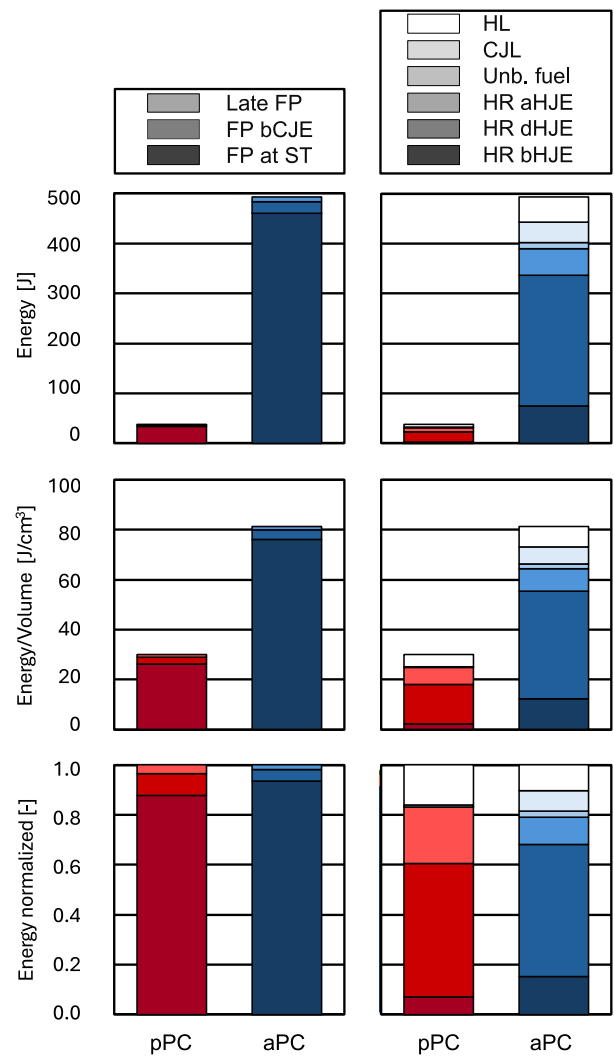 Late FP
FP bCJE
FP at ST
HL
CJL
Unb. fuel
HR aHJE
HR dHJE
HR bHJE
Energy [J]
500
400
300
200
100
0
Energy/Volume [J/cm³]
100
80
60
40
20
0
Energy normalized [-]
1.0
0.8
0.6
0.4
0.2
0.0
pPC aPC pPC aPC